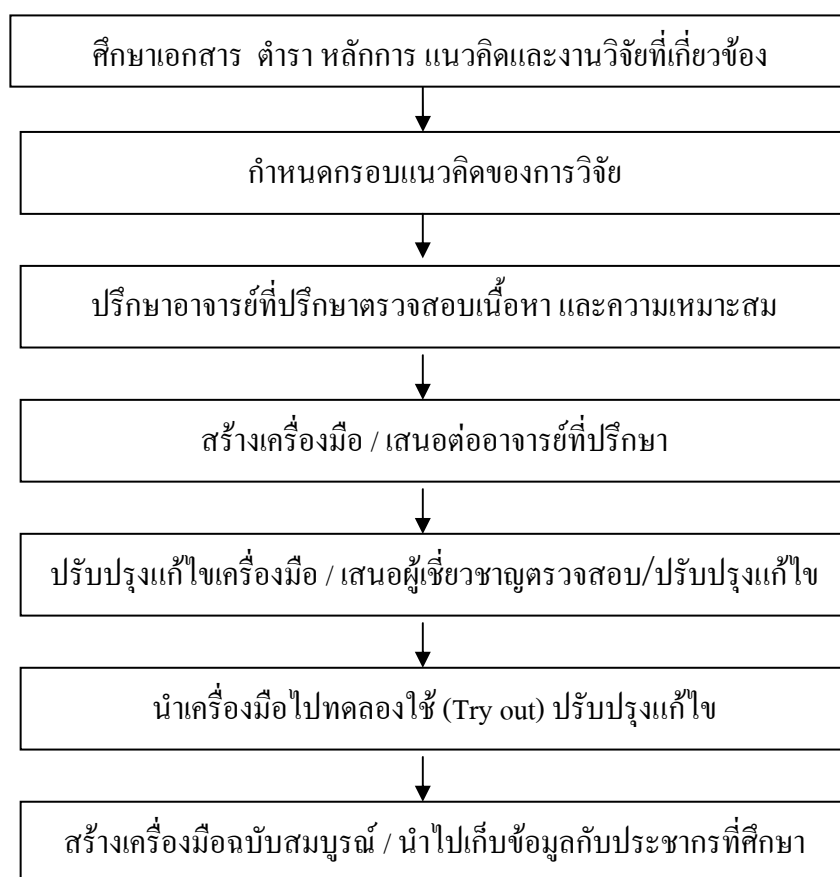 ศึกษาเอกสาร ตำรา หลักการ แนวคิดและงานวิจัยที่เกี่ยวข้อง
กำหนดกรอบแนวคิดของการวิจัย
ปรึกษาอาจารย์ที่ปรึกษาตรวจสอบเนื้อหา และความเหมาะสม
สร้างเครื่องมือ / เสนอต่ออาจารย์ที่ปรึกษา
ปรับปรุงแก้ไขเครื่องมือ / เสนอผู้เชี่ยวชาญตรวจสอบ/ปรับปรุงแก้ไข
นำเครื่องมือไปทดลองใช้ (Try out) ปรับปรุงแก้ไข
สร้างเครื่องมือฉบับสมบูรณ์ / นำไปเก็บข้อมูลกับประชากรที่ศึกษา